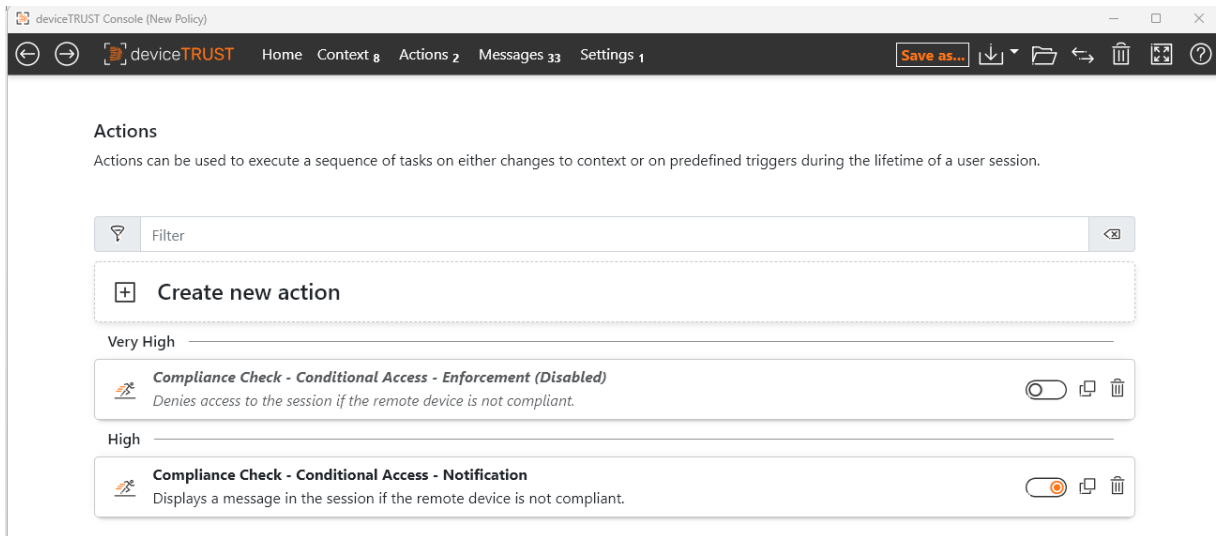 deviceTRUST Console (New Policy)
deviceTRUST Home Context 8 Actions 2 Messages 33 Settings 1 Save as...
Actions
Actions can be used to execute a sequence of tasks on either changes to context or on predefined triggers during the lifetime of a user session.
Filter
Create new action
Very High
Compliance Check - Conditional Access - Enforcement (Disabled)
Denies access to the session if the remote device is not compliant.
High
Compliance Check - Conditional Access - Notification
Displays a message in the session if the remote device is not compliant.